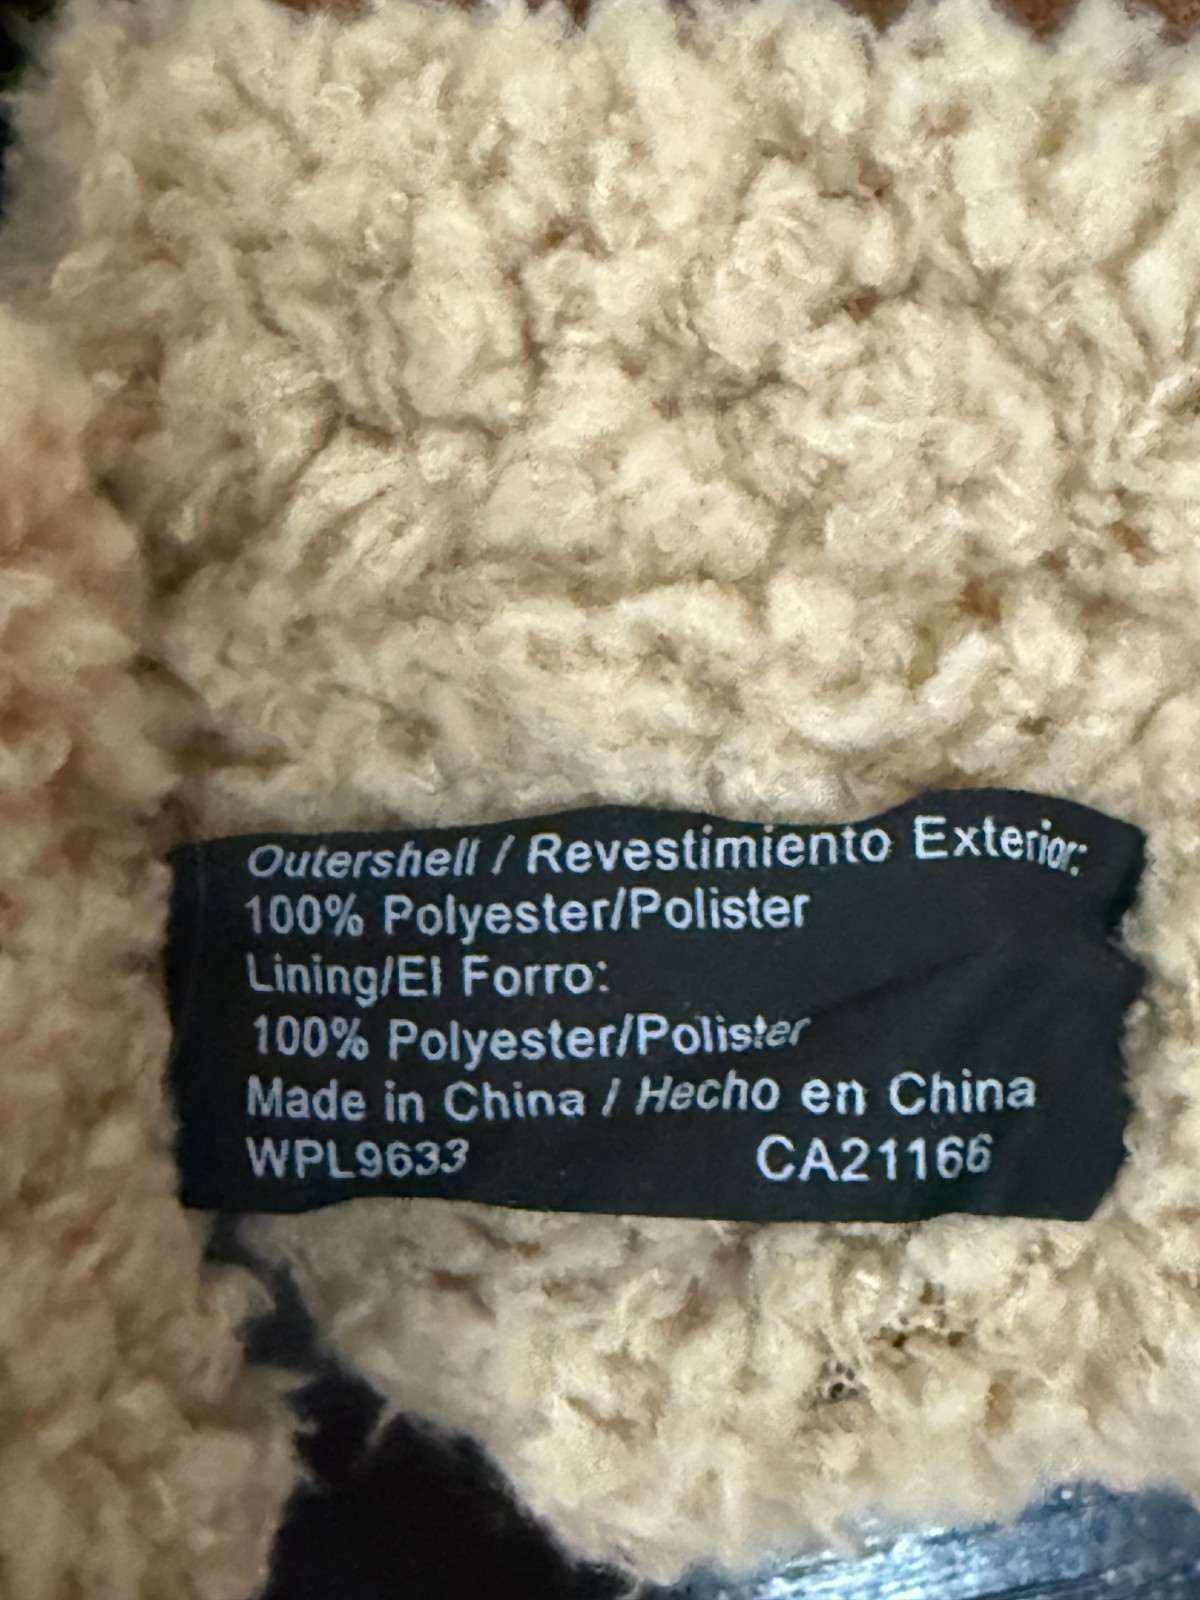 Outershell / Revestimiento Exterior:
100% Polyester/Polister
Lining/El Forro:
100% Polyester/Polister
Made in China / Hecho en China
WPL9633 CA21166